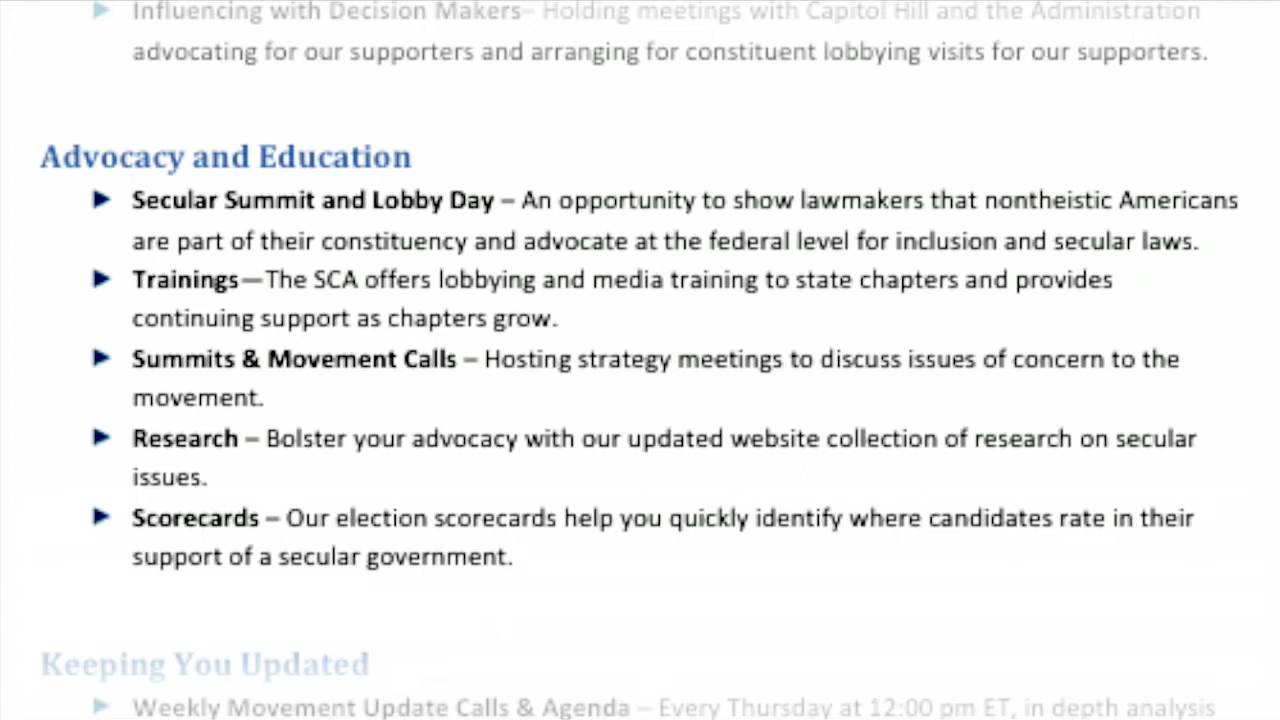 ► Influencing with Decision Makers– Holding meetings with Capitol Hill and the Administration
advocating for our supporters and arranging for constituent lobbying visits for our supporters.
Advocacy and Education
► Secular Summit and Lobby Day – An opportunity to show lawmakers that nontheistic Americans
are part of their constituency and advocate at the federal level for inclusion and secular laws.
► Trainings—The SCA offers lobbying and media training to state chapters and provides
continuing support as chapters grow.
► Summits & Movement Calls – Hosting strategy meetings to discuss issues of concern to the
movement.
► Research – Bolster your advocacy with our updated website collection of research on secular
issues.
► Scorecards – Our election scorecards help you quickly identify where candidates rate in their
support of a secular government.
Keeping You Updated
► Weekly Movement Update Calls & Agenda – Every Thursday at 12:00 pm ET, in depth analysis